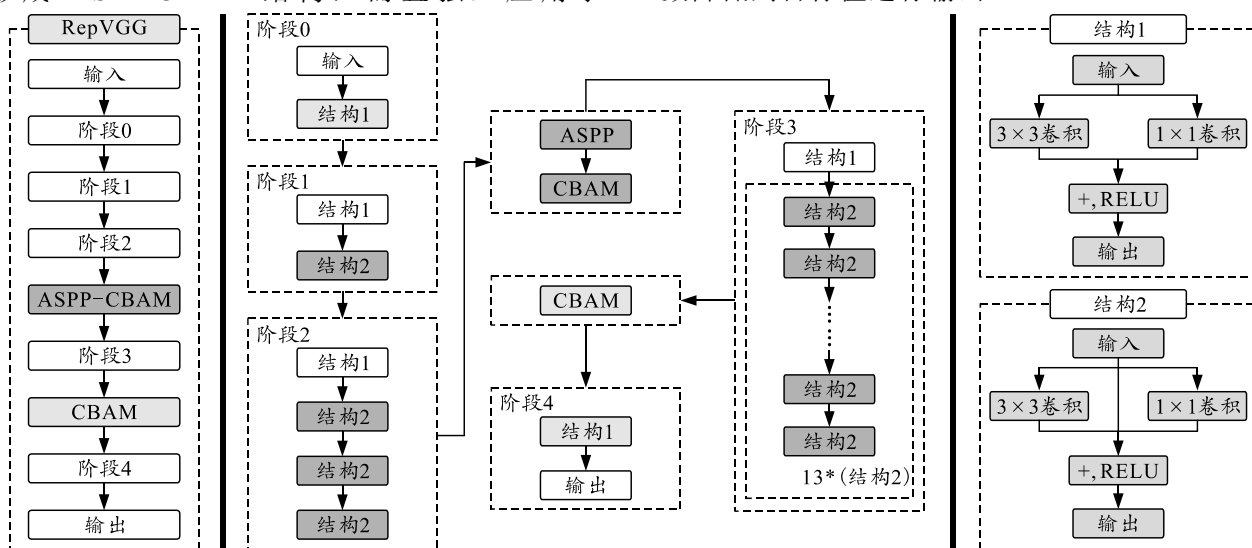 RepVGG
输入
阶段0
阶段1
阶段2
ASPP-CBAM
阶段3
CBAM
阶段4
输出
阶段0
输入
结构1
阶段1
结构1
结构2
阶段2
结构1
结构2
结构2
结构2
ASPP
CBAM
CBAM
阶段4
结构1
输出
阶段3
结构1
结构2
结构2
结构2
结构2
13*(结构2)
结构1
输入
3×3卷积
1×1卷积
+,RELU
输出
结构2
输入
3×3卷积
1×1卷积
+,RELU
输出